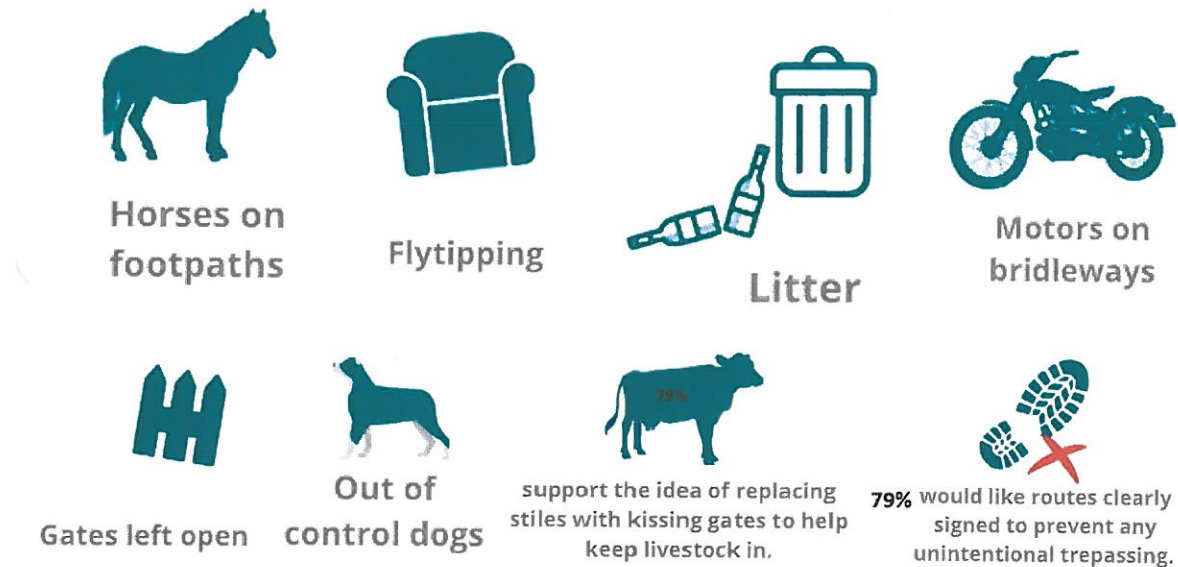 Horses on
footpaths
Flytipping
Litter
Motors on
bridleways
Gates left open
Out of
control dogs
79%
support the idea of replacing
stiles with kissing gates to help
keep livestock in.
79% would like routes clearly
signed to prevent any
unintentional trepassing.